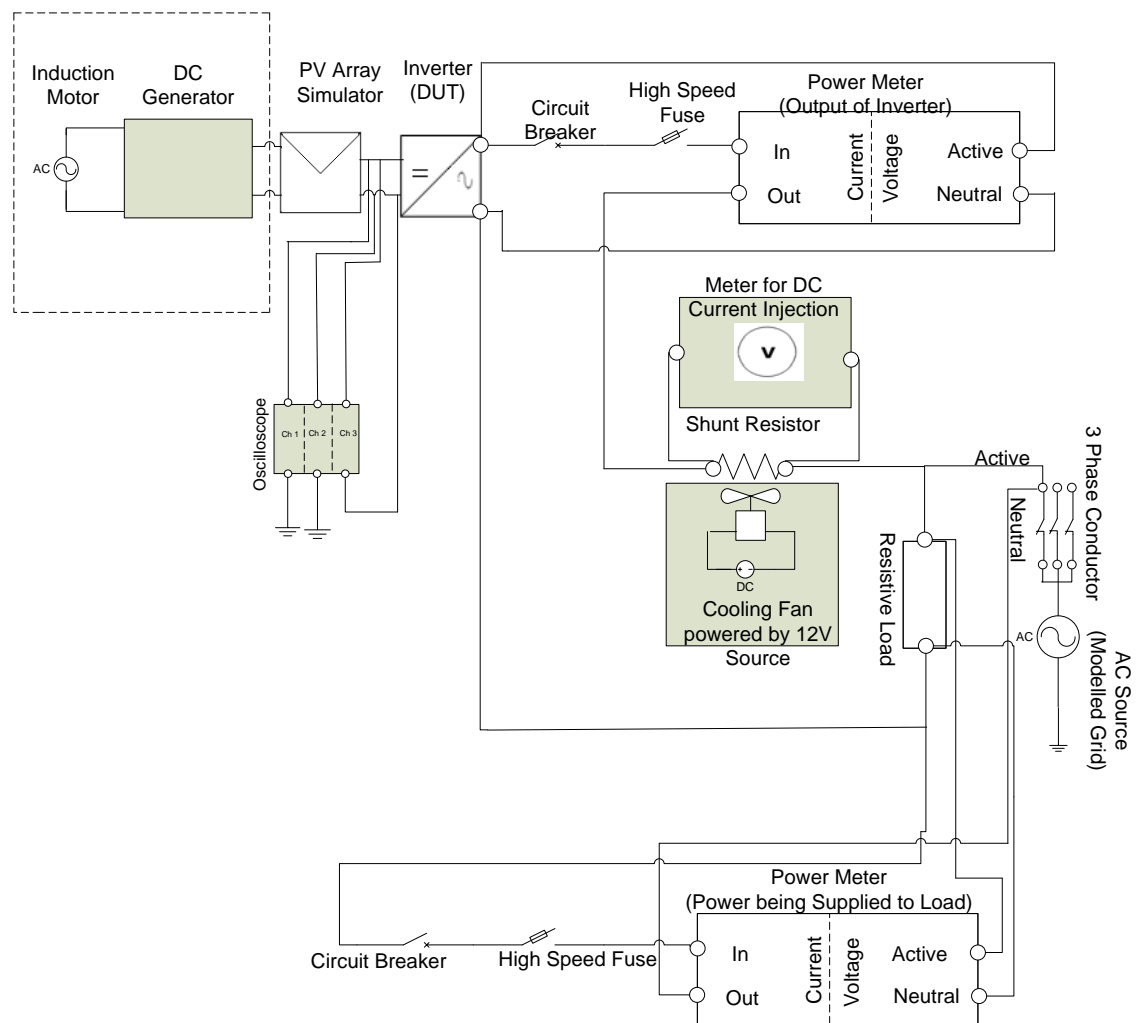 Induction
Motor
DC
Generator
PV Array
Simulator
Inverter
(DUT)
Circuit
Breaker
High Speed
Fuse
Power Meter
(Output of Inverter)
AC
=
In
Out
Current
Voltage
Active
Neutral
Meter for DC
Current Injection
V
Shunt Resistor
Oscilloscope
Ch 1
Ch 2
Ch 3
Active
Neutral
3 Phase Conductor
DC
Cooling Fan
powered by 12V
Source
Resistive Load
AC
AC Source
(Modelled Grid)
Power Meter
(Power being Supplied to Load)
Circuit Breaker
High Speed Fuse
In
Out
Current
Voltage
Active
Neutral